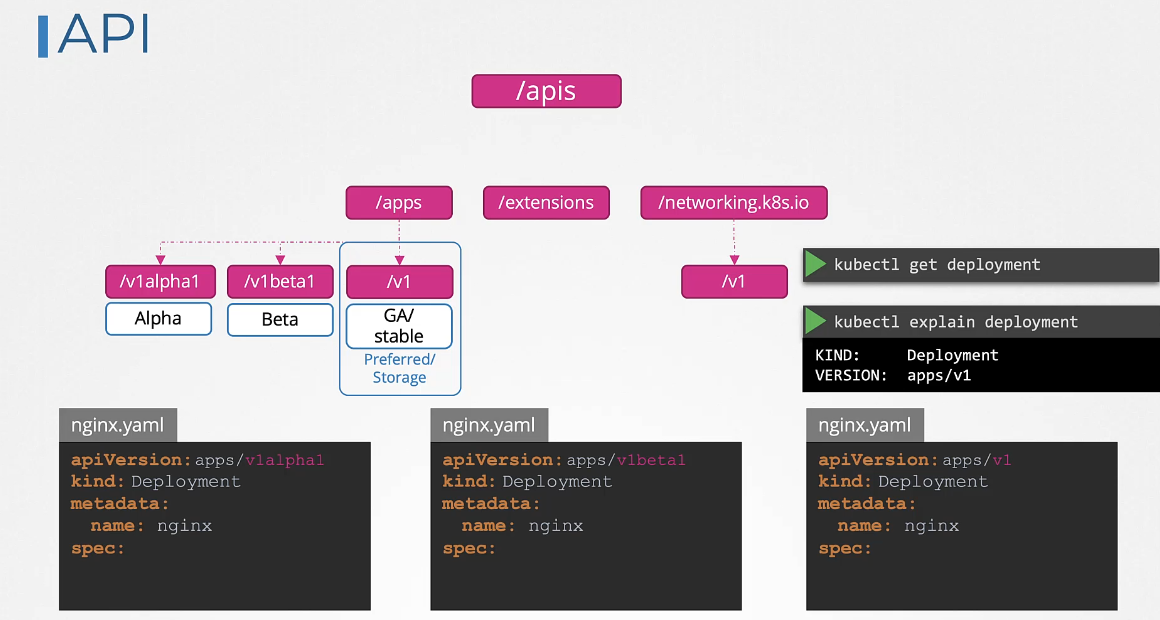 API
/apis
/apps
/extensions
/networking.k8s.io
/v1alpha1
/v1beta1
/v1
/v1
Alpha
Beta
GA/
stable
Preferred/
Storage
kubectl get deployment
kubectl explain deployment
KIND: Deployment
VERSION: apps/v1
nginx.yaml
apiVersion: apps/v1alpha1
kind: Deployment
metadata:
name: nginx
spec:
nginx.yaml
apiVersion: apps/v1beta1
kind: Deployment
metadata:
name: nginx
spec:
nginx.yaml
apiVersion: apps/v1
kind: Deployment
metadata:
name: nginx
spec: